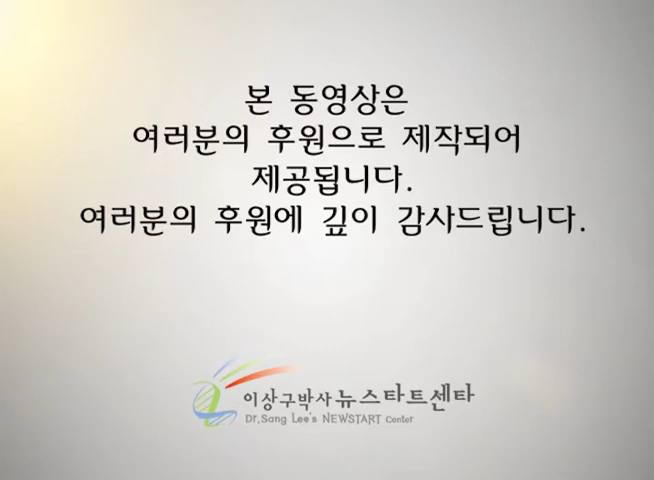 본 동영상은
여러분의 후원으로 제작되어
제공됩니다.
여러분의 후원에 깊이 감사드립니다.
이상구박사뉴스타트센타
Dr.Sang Lee's NEWSTART Center